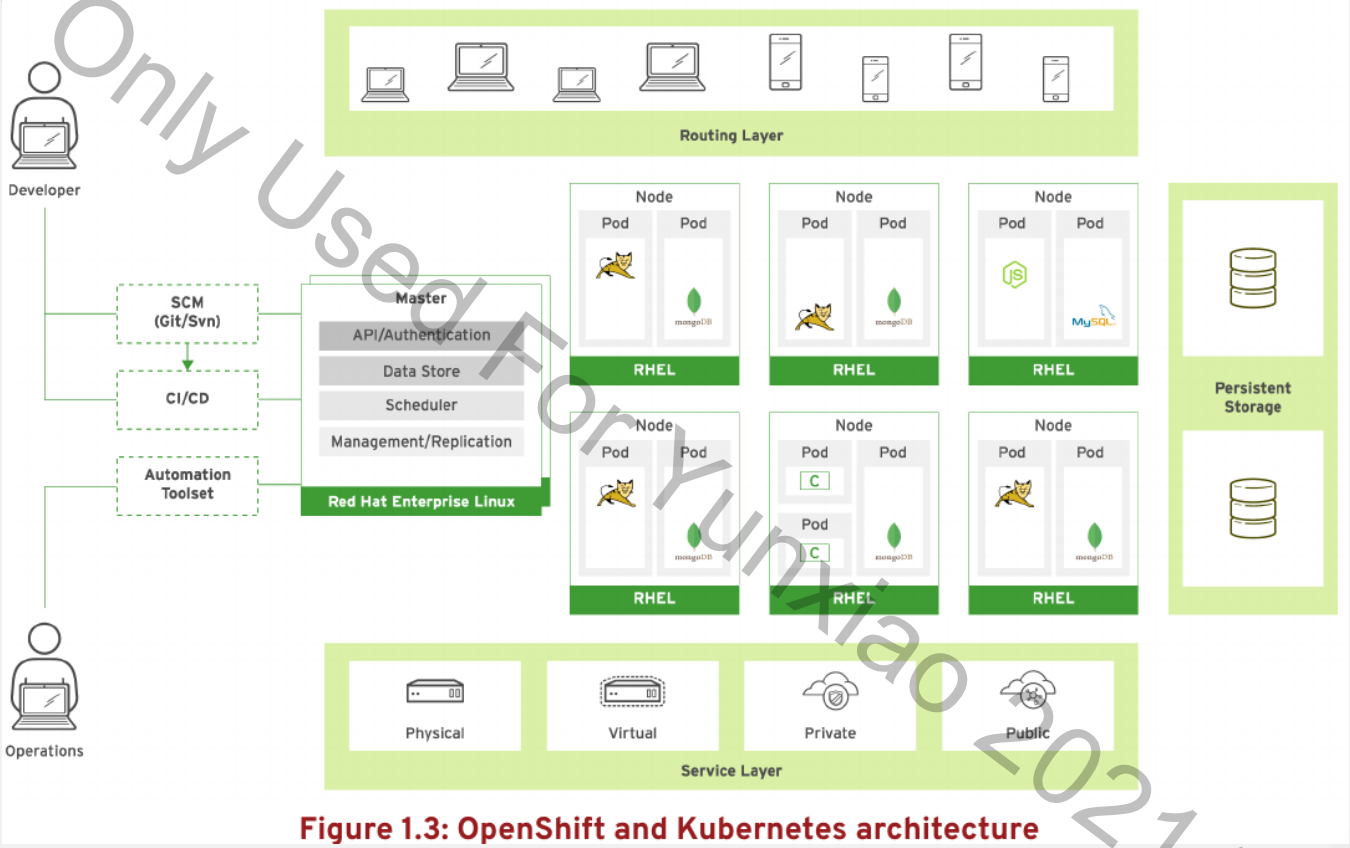 Routing Layer
Developer
SCM
(Git/Svn)
CI/CD
Automation
Toolset
Operations
Master
API/Authentication
Data Store
Scheduler
Management/Replication
Red Hat Enterprise Linux
Node
Pod
Pod
mongoDB
RHEL
Node
Pod
Pod
mongoDB
RHEL
Node
Pod
Pod
JS
MySQL
RHEL
Node
Pod
Pod
mongoDB
RHEL
Node
Pod
C
Pod
C
Pod
mongoDB
RHEL
Node
Pod
Pod
mongoDB
RHEL
Persistent
Storage
Physical
Virtual
Private
Public
Service Layer
Figure 1.3: OpenShift and Kubernetes architecture
Only Used For Yunxiao 2021